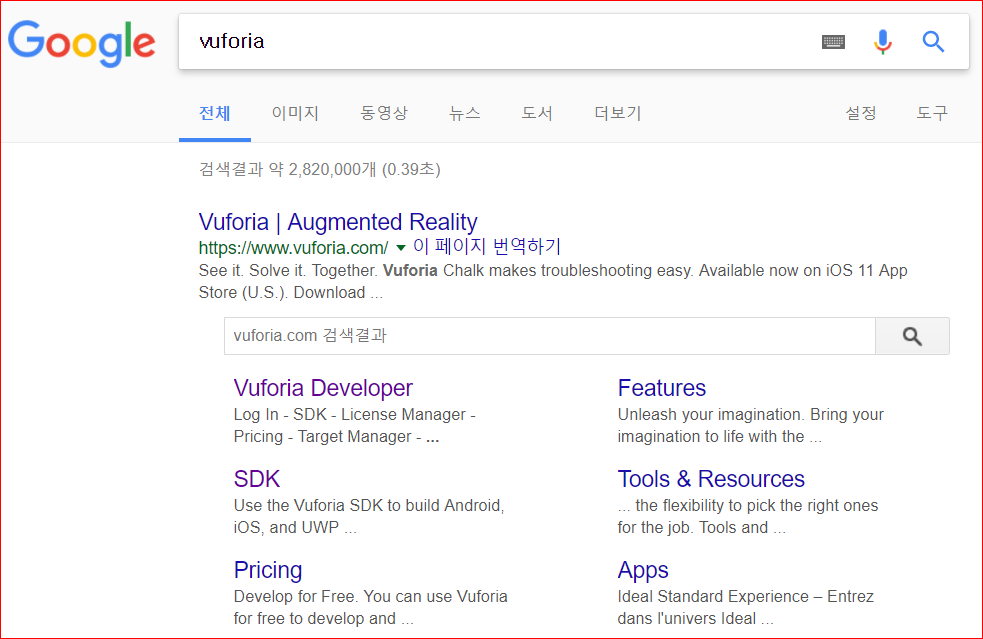 Google
vuforia
전체 이미지 동영상 뉴스 도서 더보기 설정 도구
검색결과 약 2,820,000개 (0.39초)
Vuforia | Augmented Reality
https://www.vuforia.com/ 이 페이지 번역하기
See it. Solve it. Together. Vuforia Chalk makes troubleshooting easy. Available now on iOS 11 App
Store (U.S.). Download ...
vuforia.com 검색결과
Vuforia Developer
Log In - SDK - License Manager -
Pricing - Target Manager - ...
Features
Unleash your imagination. Bring your
imagination to life with the ...
SDK
Use the Vuforia SDK to build Android,
iOS, and UWP ...
Tools & Resources
... the flexibility to pick the right ones
for the job. Tools and ...
Pricing
Develop for Free. You can use Vuforia
for free to develop and ...
Apps
Ideal Standard Experience – Entrez
dans l'univers Ideal ...